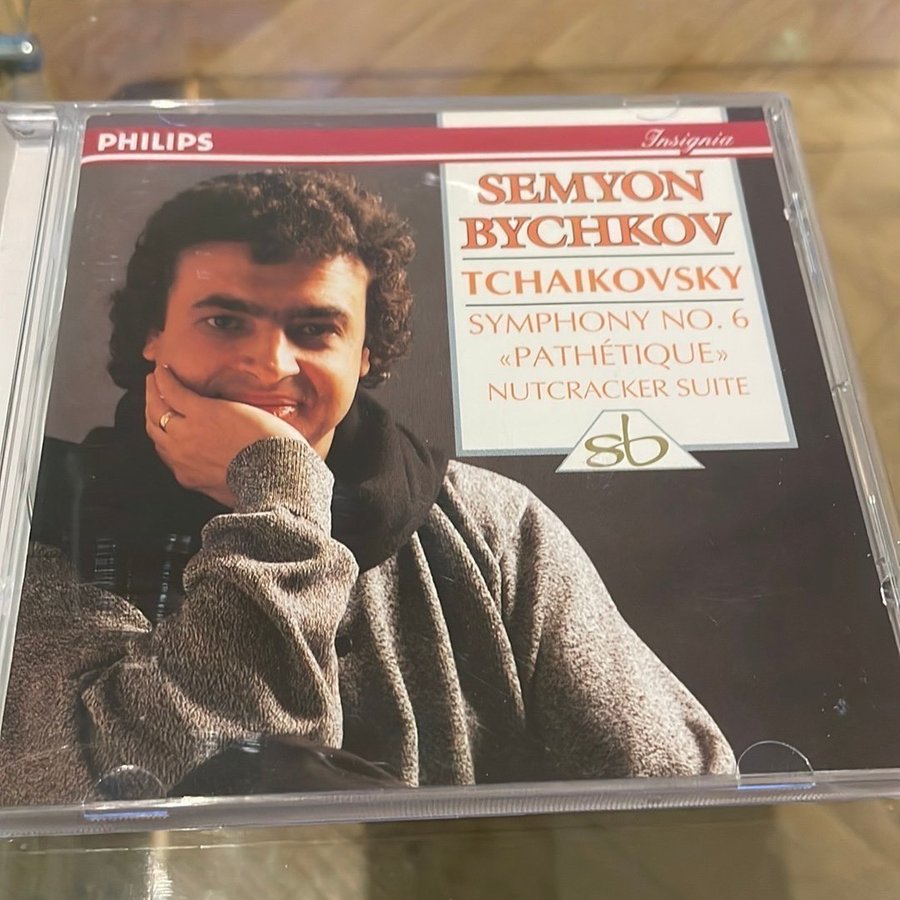 PHILIPS
Insignia
SEMYON
BYCHKOV
TCHAIKOVSKY
SYMPHONY NO. 6
«PATHÉTIQUE»
NUTCRACKER SUITE
sb